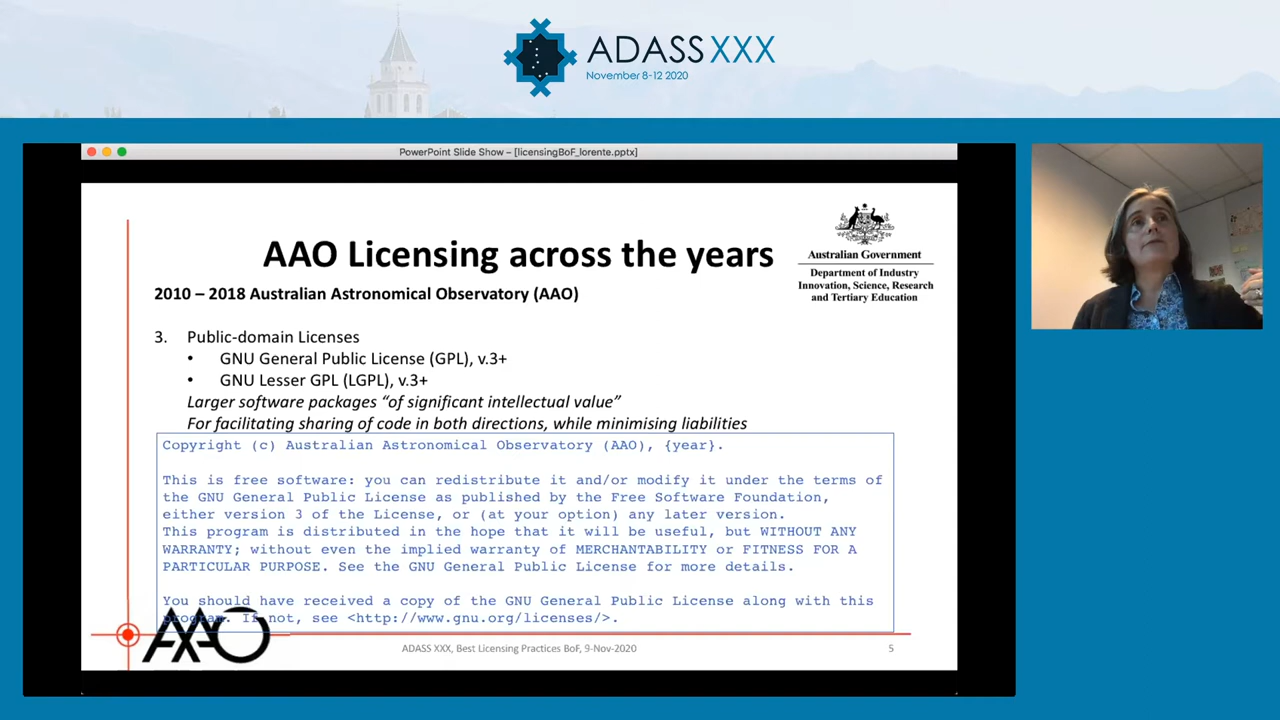 ADASS XXX
November 8-12 2020
PowerPoint Slide Show – [licensingBoF_lorente.pptx]
AAO Licensing across the years
Australian Government
Department of Industry
Innovation, Science, Research
and Tertiary Education
2010 – 2018 Australian Astronomical Observatory (AAO)
3. Public-domain Licenses
• GNU General Public License (GPL), v.3+
• GNU Lesser GPL (LGPL), v.3+
Larger software packages “of significant intellectual value”
For facilitating sharing of code in both directions, while minimising liabilities
Copyright (c) Australian Astronomical Observatory (AAO), {year}.
This is free software: you can redistribute it and/or modify it under the terms of
the GNU General Public License as published by the Free Software Foundation,
either version 3 of the License, or (at your option) any later version.
This program is distributed in the hope that it will be useful, but WITHOUT ANY
WARRANTY; without even the implied warranty of MERCHANTABILITY or FITNESS FOR A
PARTICULAR PURPOSE. See the GNU General Public License for more details.
You should have received a copy of the GNU General Public License along with this
program. If not, see <http://www.gnu.org/licenses/>.
AAO
ADASS XXX, Best Licensing Practices BoF, 9-Nov-2020
5